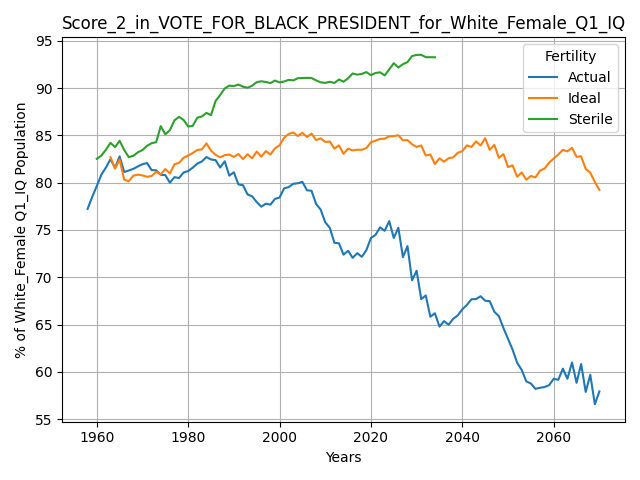 Score_2_in_VOTE_FOR_BLACK_PRESIDENT_for_White_Female_Q1_IQ
% of White_Female Q1_IQ Population
95
90
85
80
75
70
65
60
55
Fertility
Actual
Ideal
Sterile
1960 1980 2000 2020 2040 2060
Years